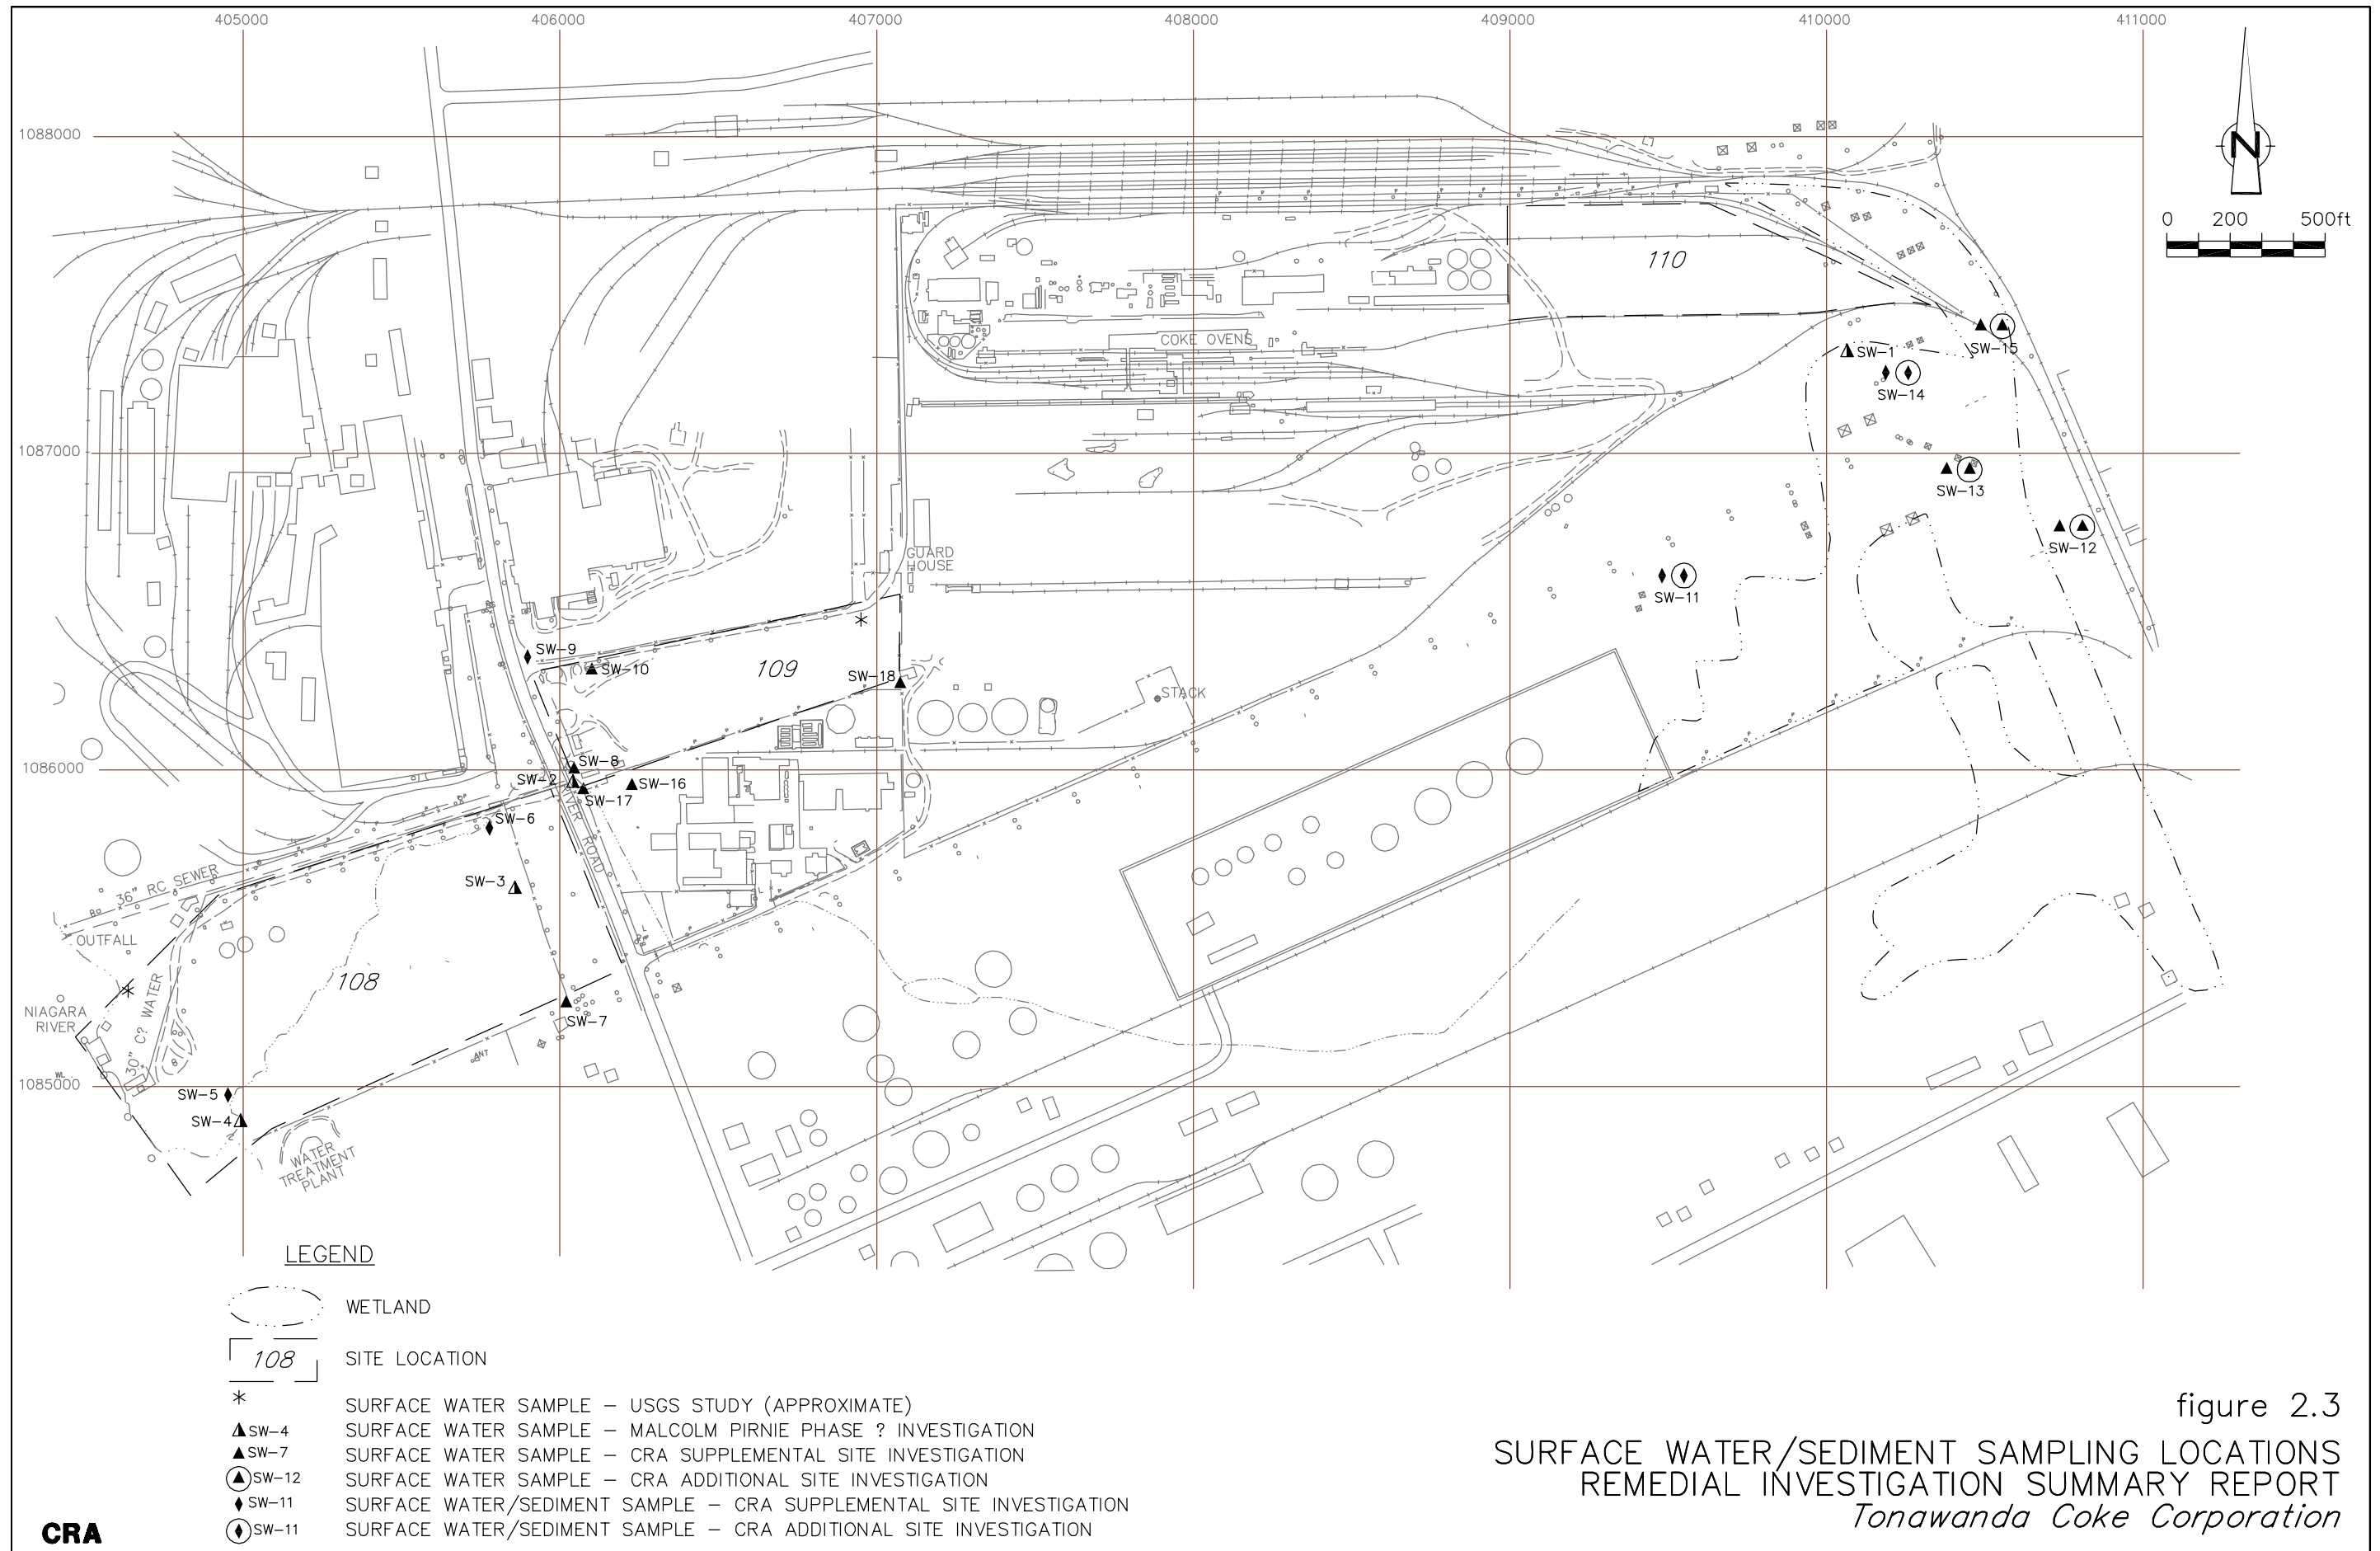 405000 406000 407000 408000 409000 410000 411000
1088000
N
0 200 500ft
110
COKE OVENS
SW-15
SW-1
SW-14
1087000
SW-13
GUARD
HOUSE
SW-12
SW-11
SW-9
SW-10
109
SW-18
STACK
1086000
SW-8
SW-2
SW-16
SW-17
RIVER ROAD
SW-6
SW-3
36" RC SEWER
OUTFALL
108
30" C? WATER
NIAGARA
RIVER
SW-7
ANT
WL
1085000
SW-5
SW-4
WATER
TREATMENT
PLANT
LEGEND
WETLAND
108 SITE LOCATION
SURFACE WATER SAMPLE – USGS STUDY (APPROXIMATE)
SW-4 SURFACE WATER SAMPLE – MALCOLM PIRNIE PHASE ? INVESTIGATION
SW-7 SURFACE WATER SAMPLE – CRA SUPPLEMENTAL SITE INVESTIGATION
SW-12 SURFACE WATER SAMPLE – CRA ADDITIONAL SITE INVESTIGATION
SW-11 SURFACE WATER/SEDIMENT SAMPLE – CRA SUPPLEMENTAL SITE INVESTIGATION
SW-11 SURFACE WATER/SEDIMENT SAMPLE – CRA ADDITIONAL SITE INVESTIGATION
figure 2.3
SURFACE WATER/SEDIMENT SAMPLING LOCATIONS
REMEDIAL INVESTIGATION SUMMARY REPORT
Tonawanda Coke Corporation
CRA